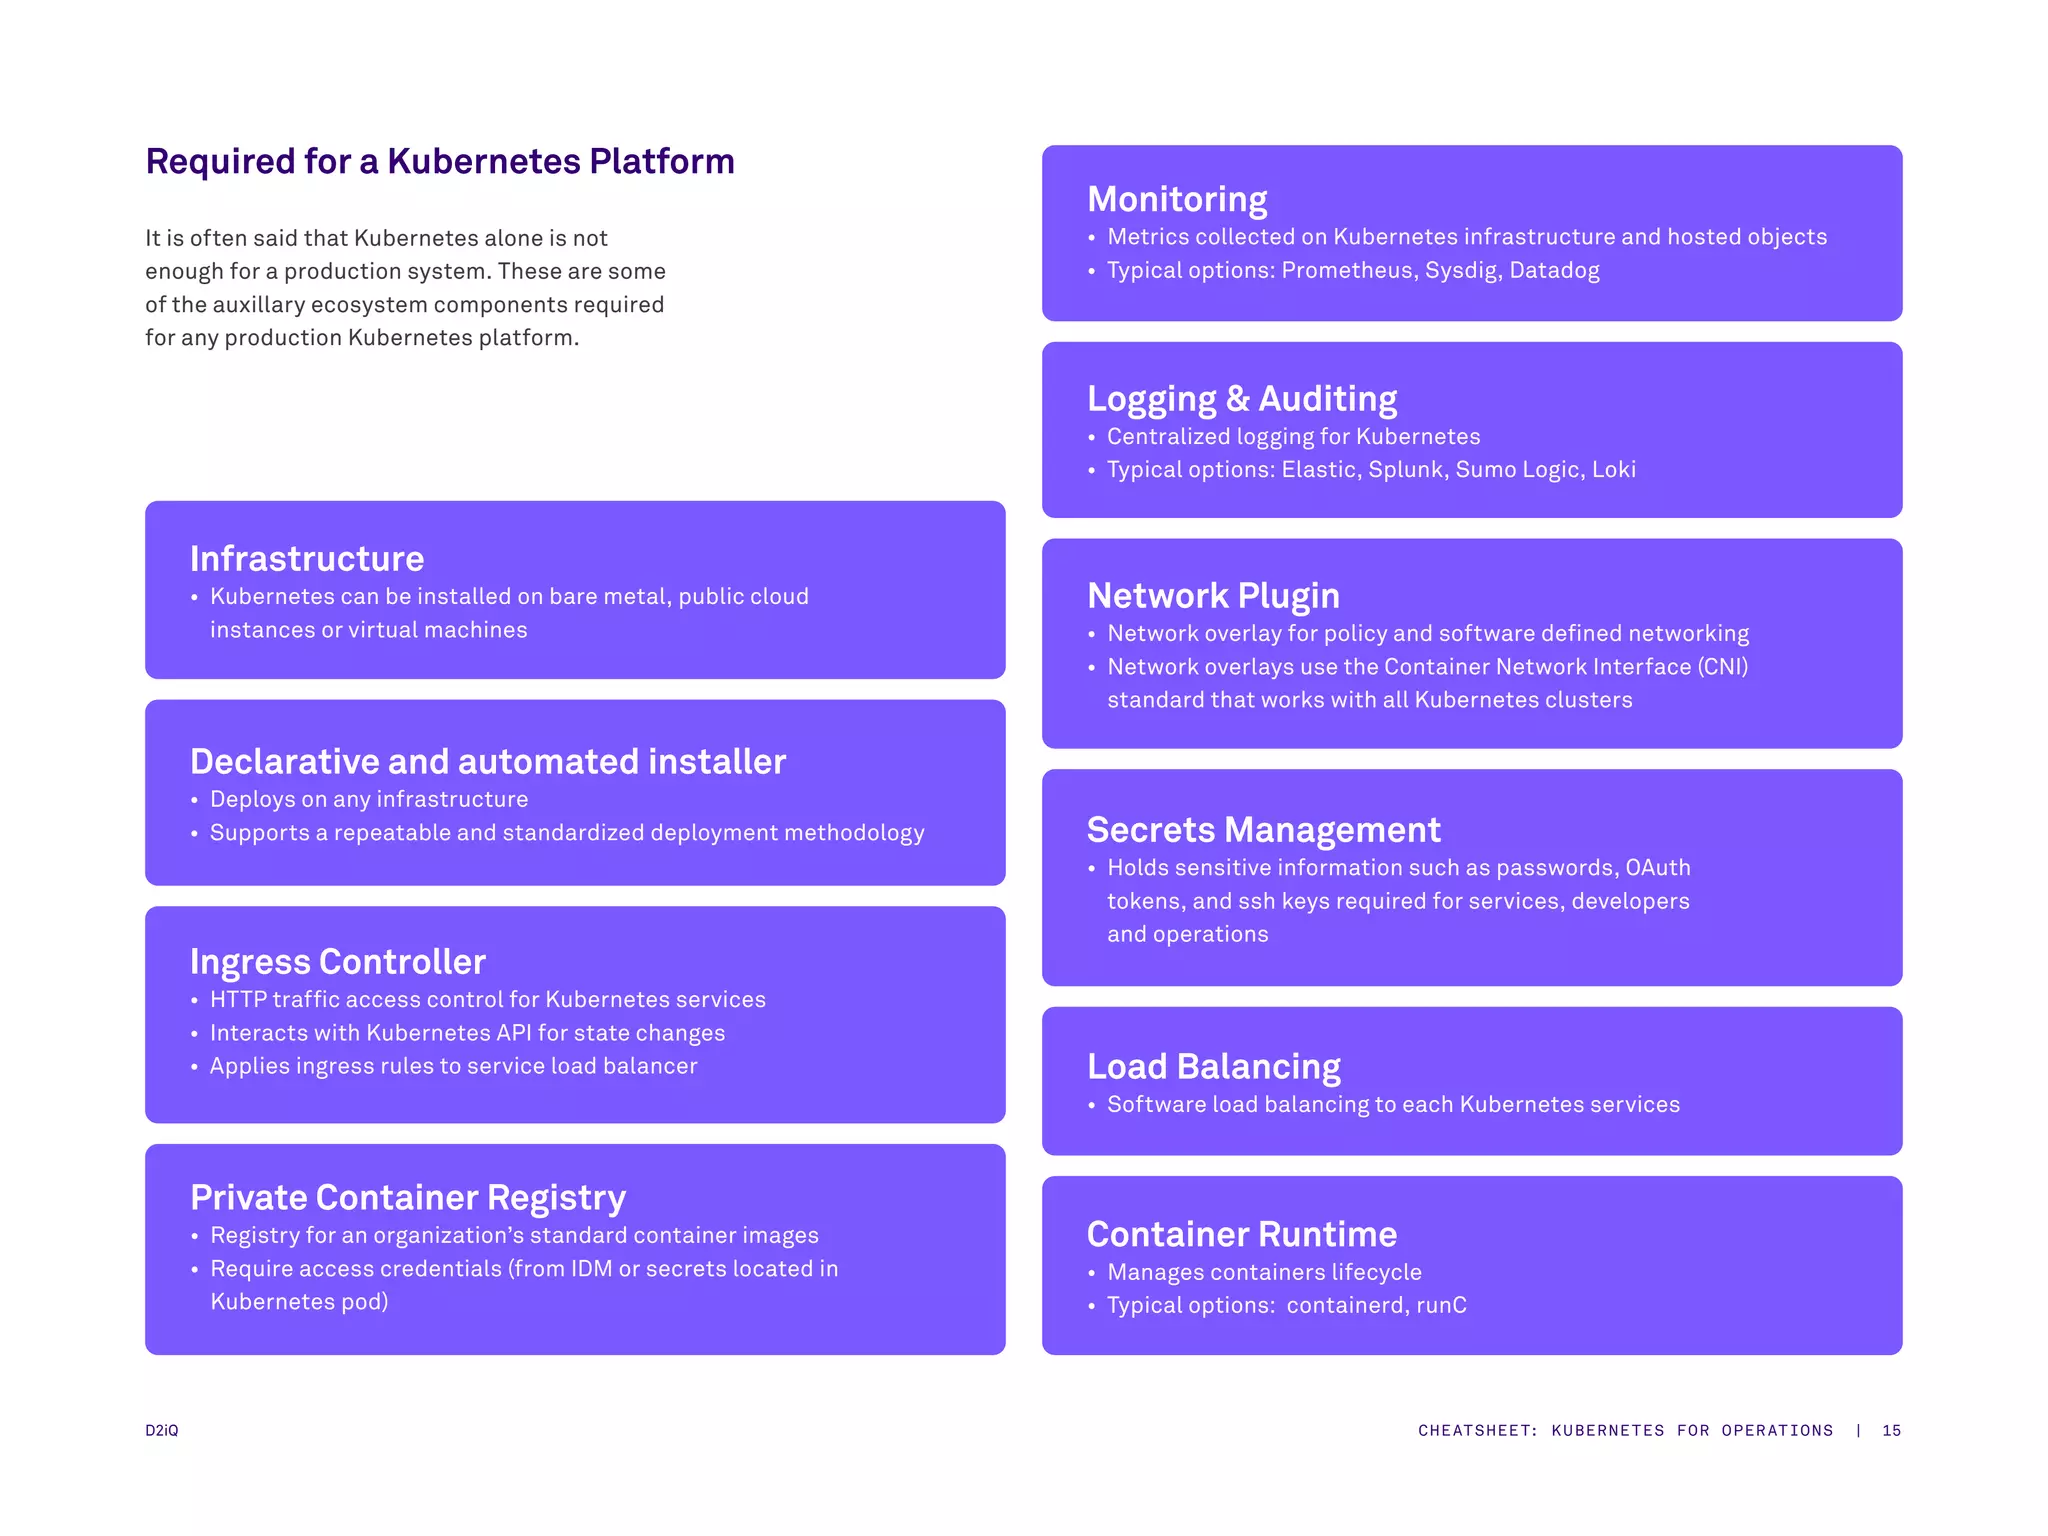 Required for a Kubernetes Platform
It is often said that Kubernetes alone is not
enough for a production system. These are some
of the auxillary ecosystem components required
for any production Kubernetes platform.
Infrastructure
• Kubernetes can be installed on bare metal, public cloud
instances or virtual machines
Declarative and automated installer
• Deploys on any infrastructure
• Supports a repeatable and standardized deployment methodology
Ingress Controller
• HTTP traffic access control for Kubernetes services
• Interacts with Kubernetes API for state changes
• Applies ingress rules to service load balancer
Private Container Registry
• Registry for an organization’s standard container images
• Require access credentials (from IDM or secrets located in
Kubernetes pod)
Monitoring
• Metrics collected on Kubernetes infrastructure and hosted objects
• Typical options: Prometheus, Sysdig, Datadog
Logging & Auditing
• Centralized logging for Kubernetes
• Typical options: Elastic, Splunk, Sumo Logic, Loki
Network Plugin
• Network overlay for policy and software defined networking
• Network overlays use the Container Network Interface (CNI)
standard that works with all Kubernetes clusters
Secrets Management
• Holds sensitive information such as passwords, OAuth
tokens, and ssh keys required for services, developers
and operations
Load Balancing
• Software load balancing to each Kubernetes services
Container Runtime
• Manages containers lifecycle
• Typical options:  containerd, runC
D2iQ
CHEATSHEET: KUBERNETES FOR OPERATIONS | 15